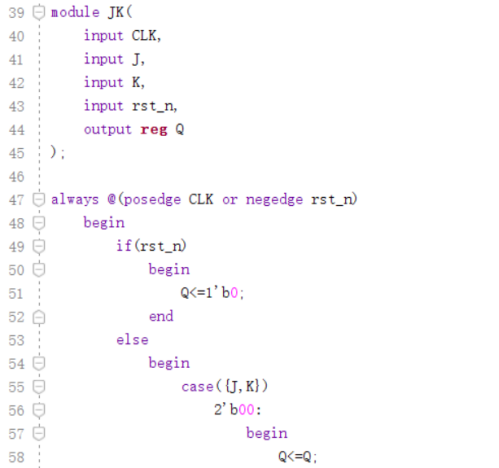 39 module JK(
40     input CLK,
41     input J,
42     input K,
43     input rst_n,
44     output reg Q
45 );
46
47 always @(posedge CLK or negedge rst_n)
48     begin
49         if(rst_n)
50             begin
51                 Q<=1'b0;
52             end
53         else
54             begin
55                 case({J,K})
56                     2'b00:
57                         begin
58                             Q<=Q;